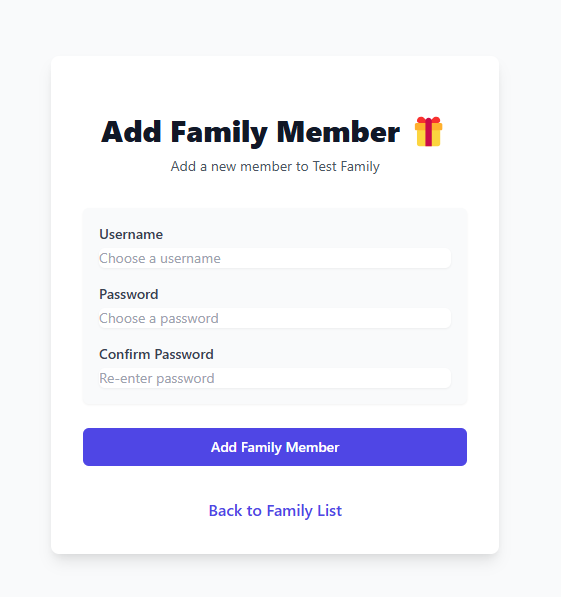 Add Family Member 🎁
Add a new member to Test Family
Username
Choose a username
Password
Choose a password
Confirm Password
Re-enter password
Add Family Member
Back to Family List